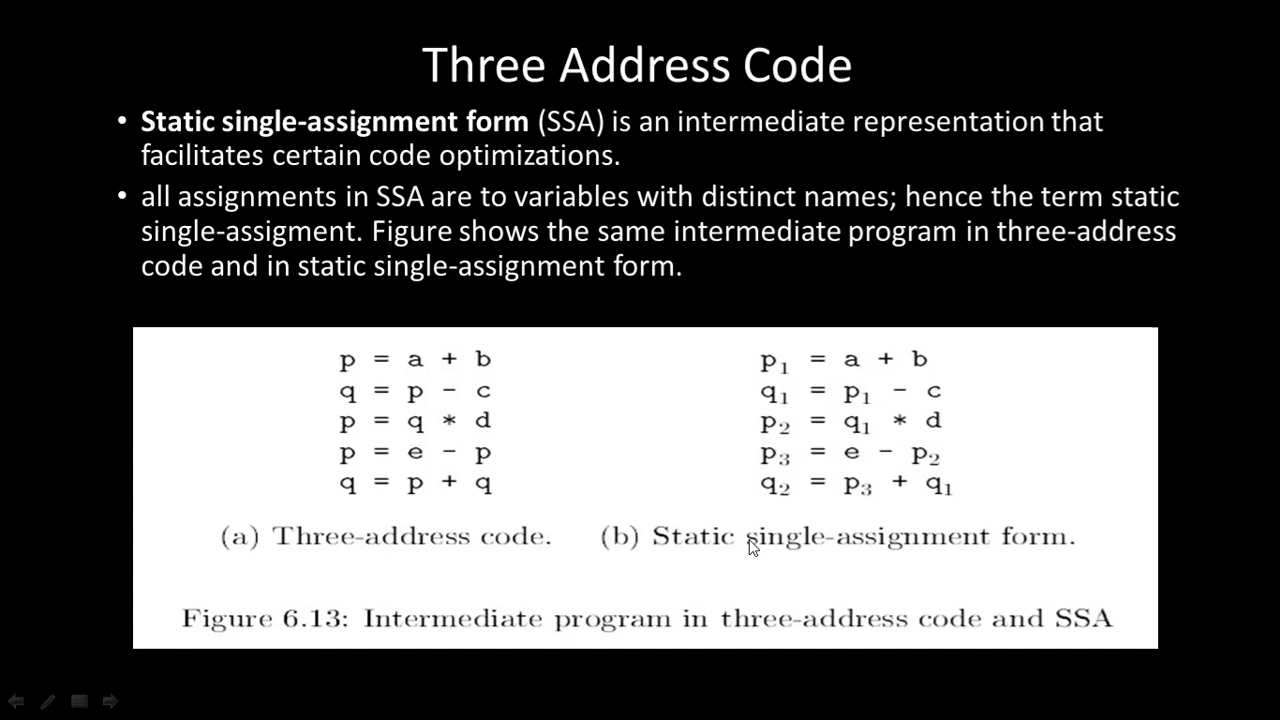 Three Address Code
• Static single-assignment form (SSA) is an intermediate representation that
facilitates certain code optimizations.
• all assignments in SSA are to variables with distinct names; hence the term static
single-assigment. Figure shows the same intermediate program in three-address
code and in static single-assignment form.
p = a + b
q = p - c
p = q * d
p = e - p
q = p + q
(a) Three-address code.
p₁ = a + b
q₁ = p₁ - c
p₂ = q₁ * d
p₃ = e - p₂
q₂ = p₃ + q₁
(b) Static single-assignment form.
Figure 6.13: Intermediate program in three-address code and SSA